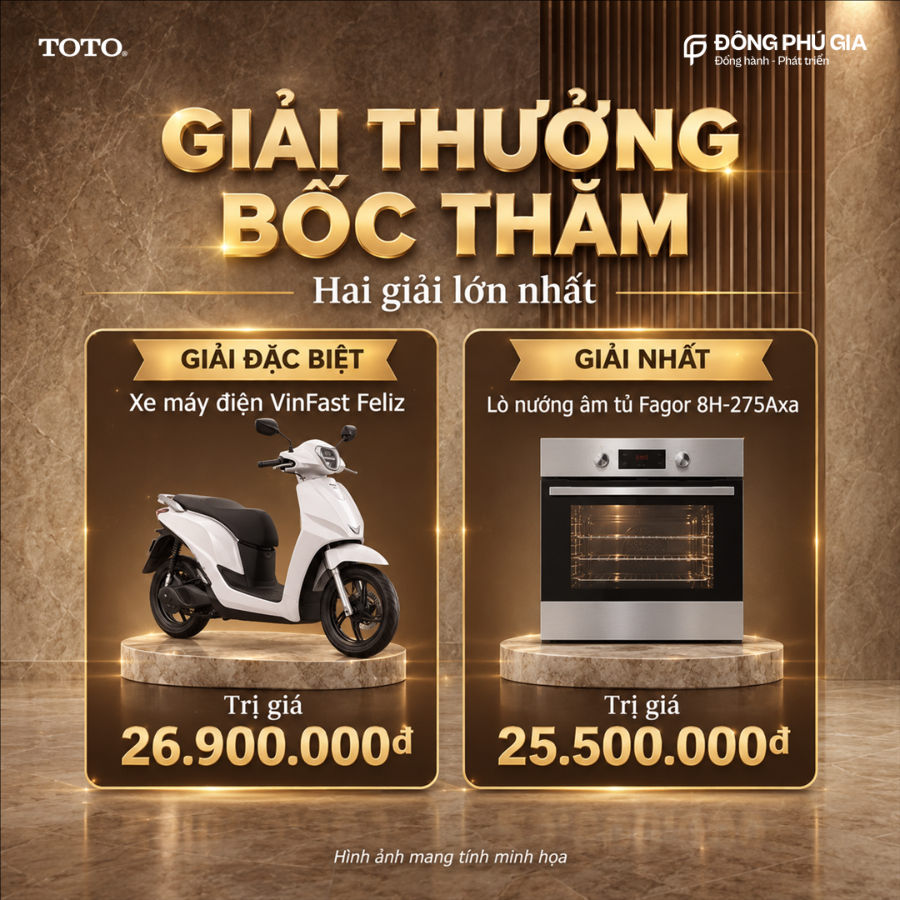 TOTO®
ĐÔNG PHÚ GIA
Đồng hành - Phát triển
GIẢI THƯỞNG
BỐC THĂM
Hai giải lớn nhất
GIẢI ĐẶC BIỆT
Xe máy điện VinFast Feliz
Trị giá
26.900.000đ
GIẢI NHẤT
Lò nướng âm tủ Fagor 8H-275Axa
Trị giá
25.500.000đ
Hình ảnh mang tính minh họa